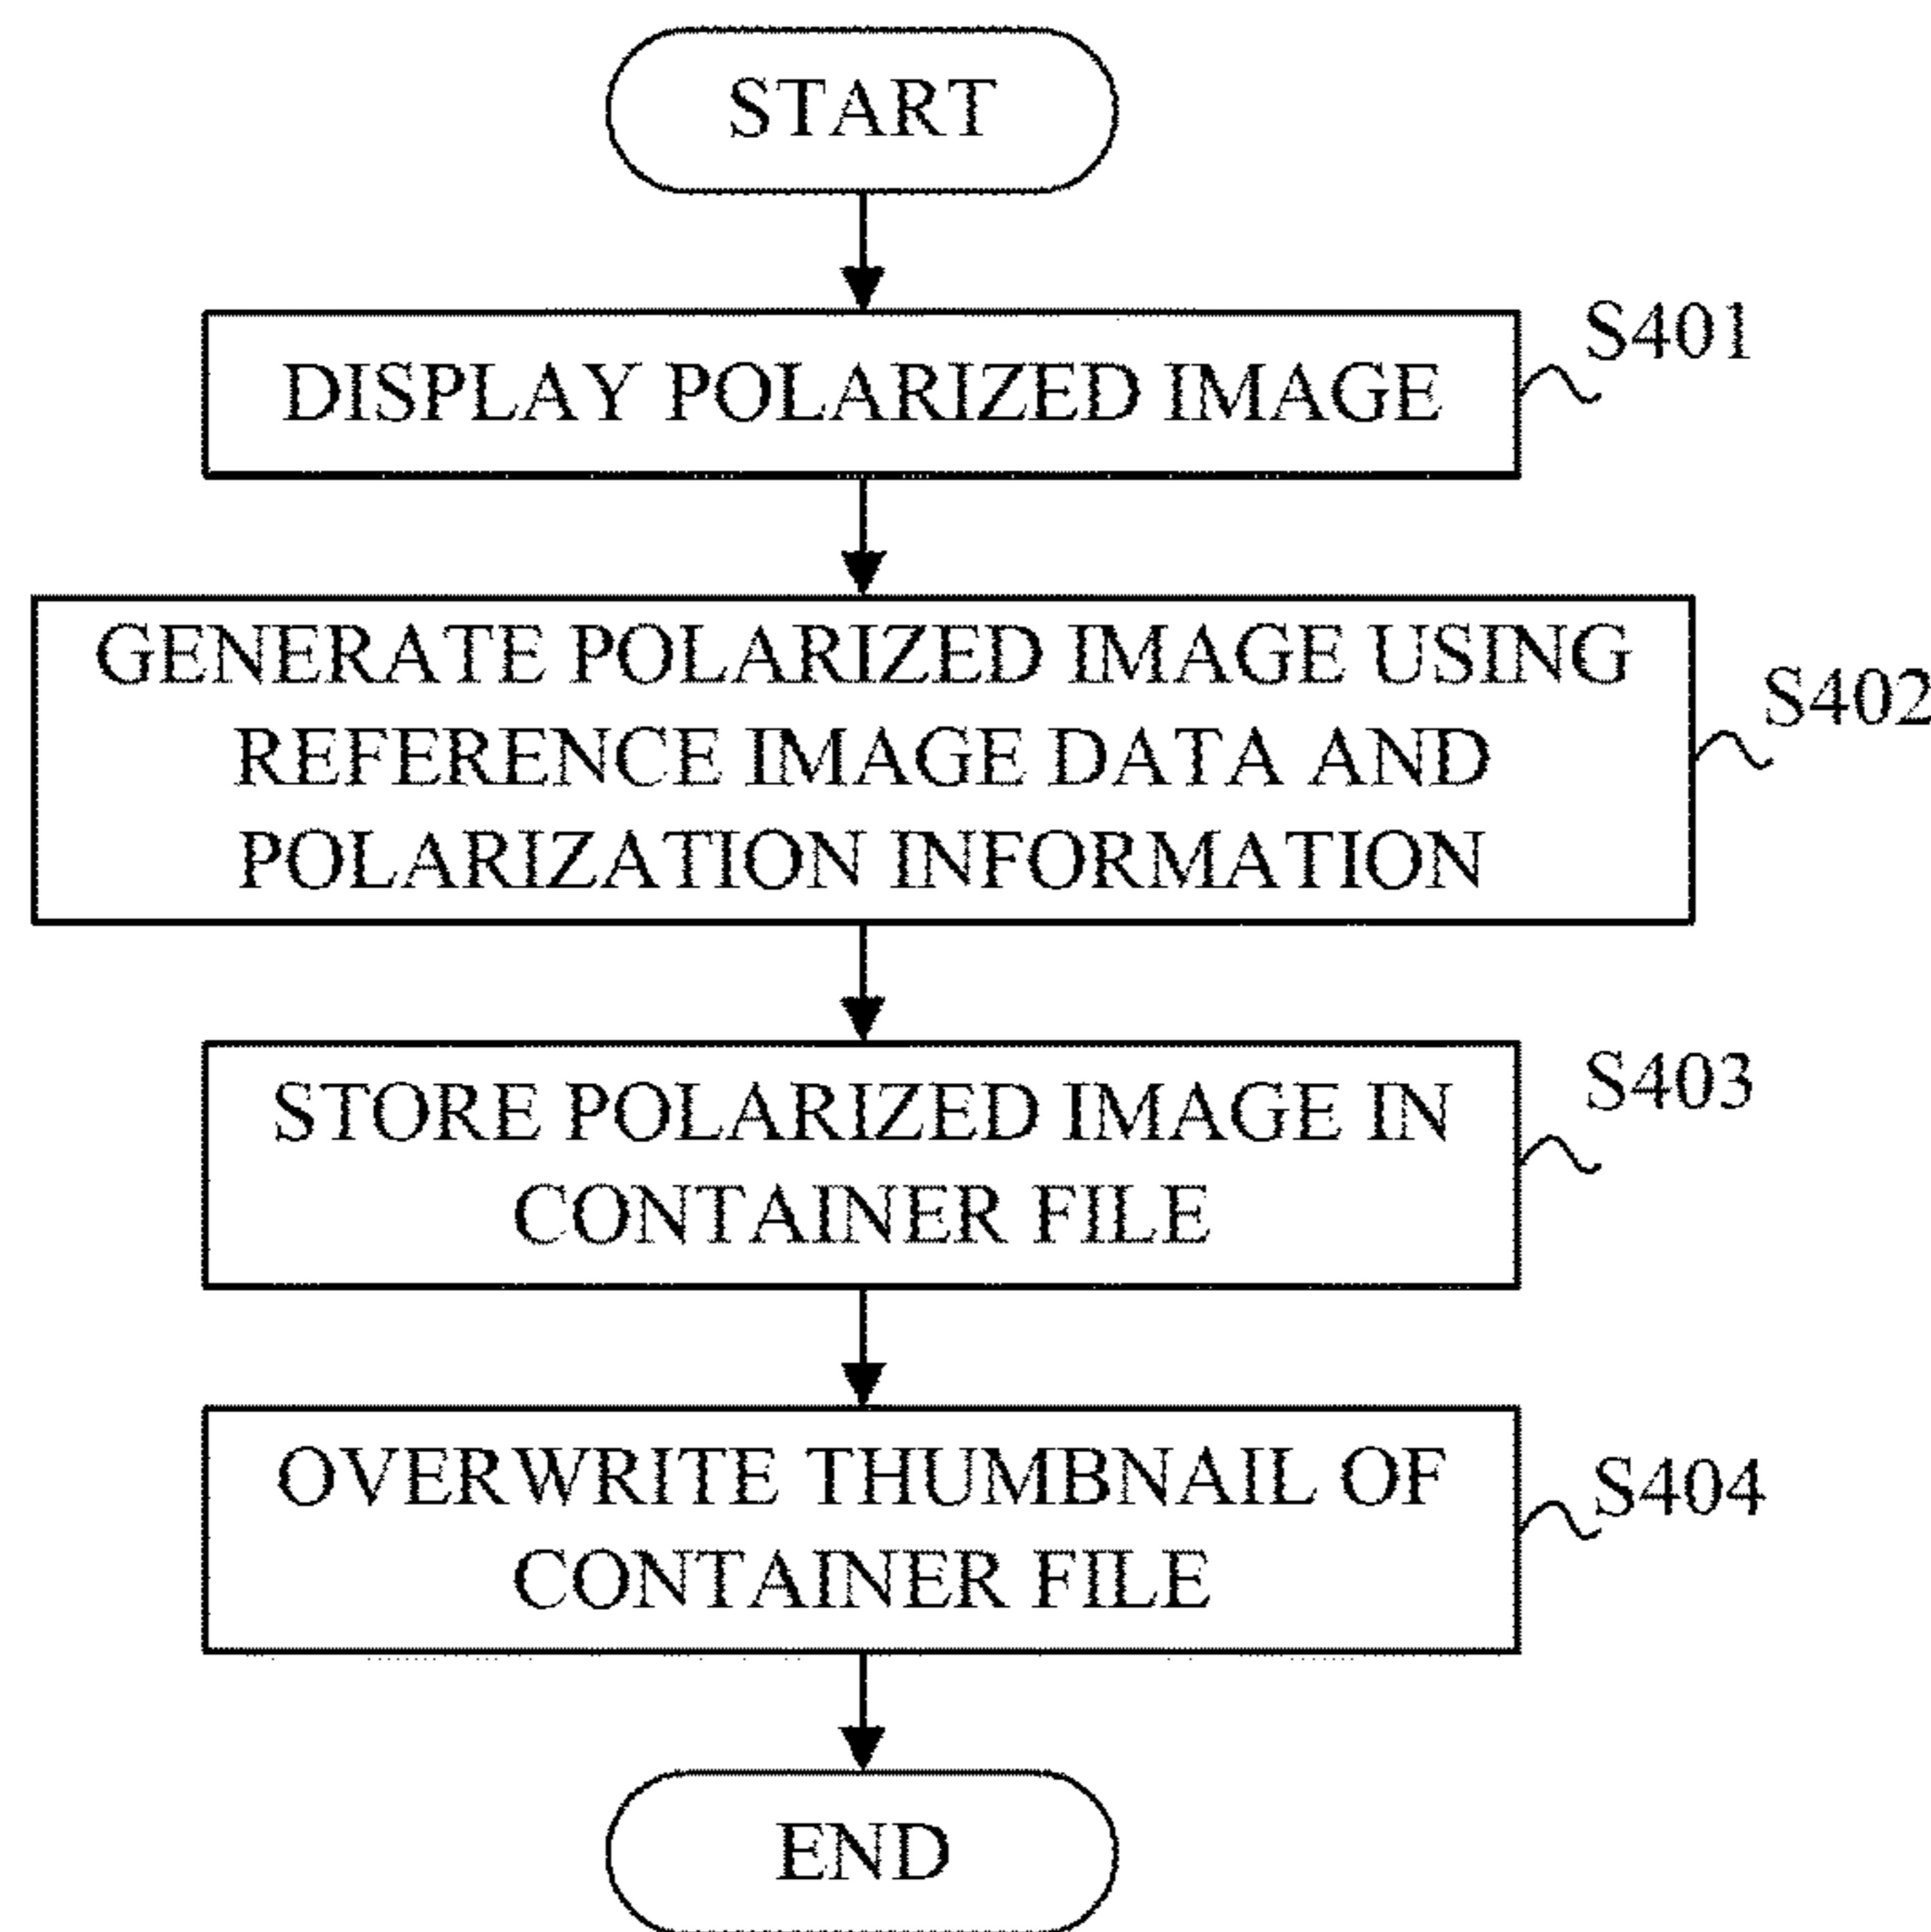 START
DISPLAY POLARIZED IMAGE
S401
GENERATE POLARIZED IMAGE USING
REFERENCE IMAGE DATA AND
POLARIZATION INFORMATION
S402
STORE POLARIZED IMAGE IN
CONTAINER FILE
S403
OVERWRITE THUMBNAIL OF
CONTAINER FILE
S404
END